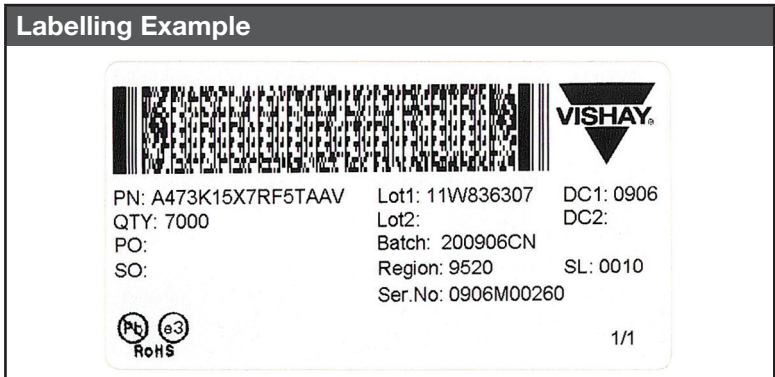 Labelling Example
VISHAY®
PN: A473K15X7RF5TAAV Lot1: 11W836307 DC1: 0906
QTY: 7000 Lot2: DC2:
PO: Batch: 200906CN
SO: Region: 9520 SL: 0010
Ser.No: 0906M00260
Pb e3
RoHS
1/1